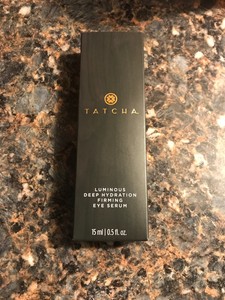 TATCHA
LUMINOUS
DEEP HYDRATION
FIRMING
EYE SERUM
15 ml | 0.5 fl. oz.